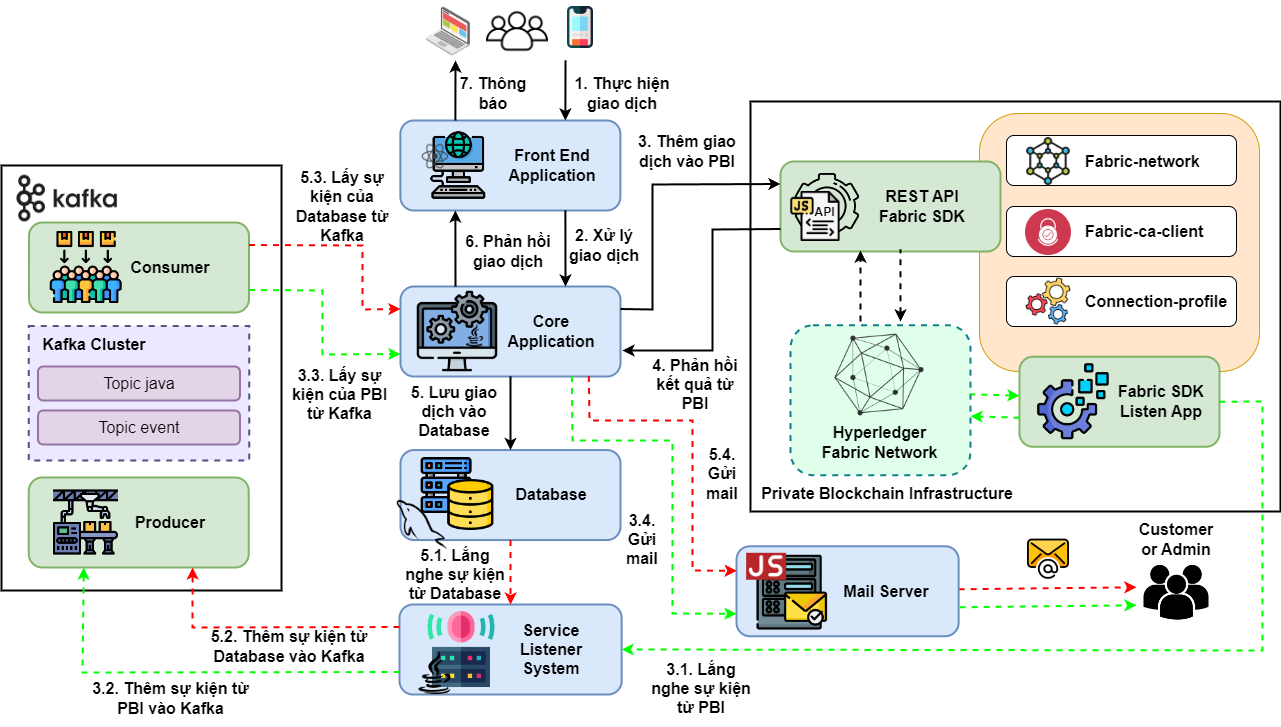 7. Thông
báo
1. Thực hiện
giao dịch
Front End
Application
3. Thêm giao
dịch vào PBI
REST API
Fabric SDK
JS
API
Fabric-network
Fabric-ca-client
Connection-profile
kafka
Consumer
5.3. Lấy sự
kiện của
Database từ
Kafka
6. Phản hồi
giao dịch
2. Xử lý
giao dịch
Core
Application
Kafka Cluster
Topic java
Topic event
3.3. Lấy sự
kiện của PBI
từ Kafka
5. Lưu giao
dịch vào
Database
4. Phản hồi
kết quả từ
PBI
Hyperledger
Fabric Network
Fabric SDK
Listen App
Private Blockchain Infrastructure
Producer
Database
5.4.
Gửi
mail
3.4.
Gửi
mail
5.1. Lắng
nghe sự kiện
từ Database
JS
Mail Server
Customer
or Admin
5.2. Thêm sự kiện từ
Database vào Kafka
Service
Listener
System
3.2. Thêm sự kiện từ
PBI vào Kafka
3.1. Lắng
nghe sự kiện
từ PBI